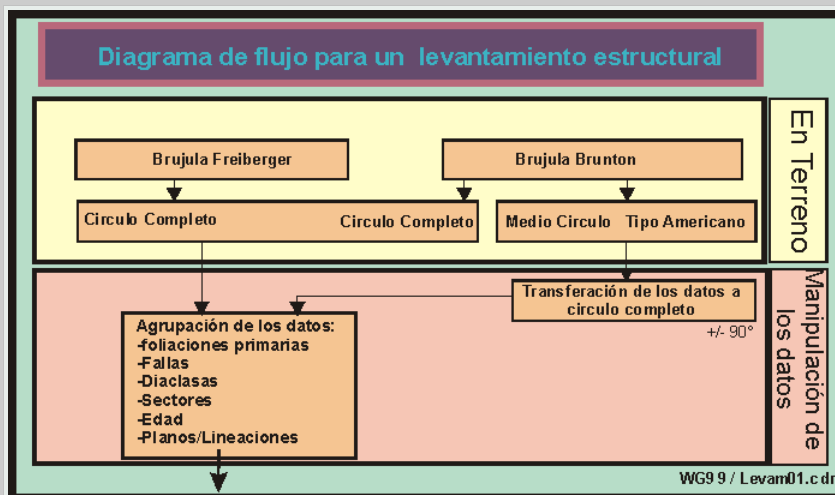 Diagrama de flujo para un levantamiento estructural
En Terreno
Brujula Freiberger
Brujula Brunton
Circulo Completo
Circulo Completo
Medio Circulo Tipo Americano
Manipulación de
los datos
Transferación de los datos a
circulo completo
+/- 90°
Agrupación de los datos:
-foliaciones primarias
-Fallas
-Diaclasas
-Sectores
-Edad
-Planos/Lineaciones
WG99 / Levam01.cdr